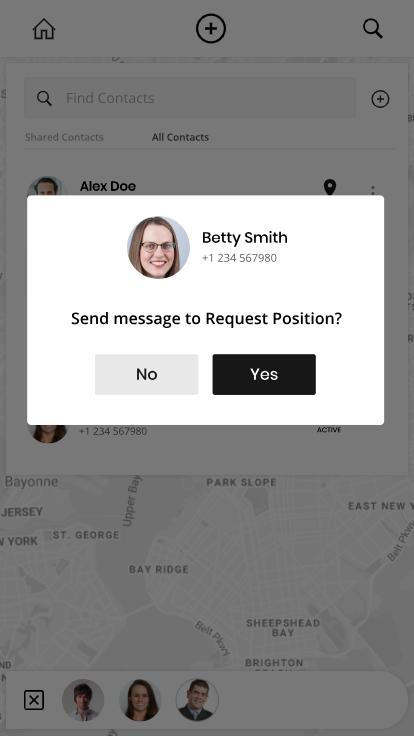 Find Contacts
Shared Contacts
All Contacts
Alex Doe
Betty Smith
+1 234 567980
Send message to Request Position?
No
Yes
+1 234 567980
ACTIVE
Bayonne
PARK SLOPE
Upper Bay
JERSEY
EAST NEW Y
W YORK
ST. GEORGE
Belt Pkwy
BAY RIDGE
Belt Pkwy
SHEEPSHEAD
BAY
BRIGHTON